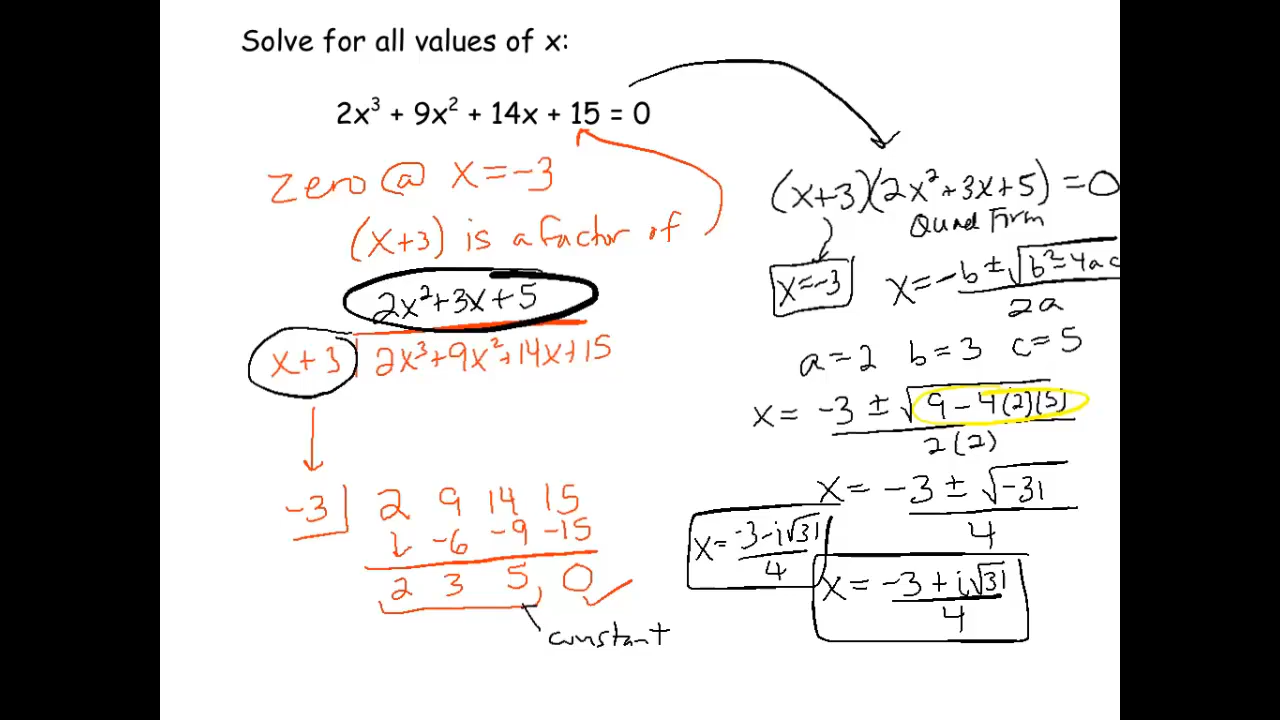 Solve for all values of x:
2x³ + 9x² + 14x + 15 = 0
Zero @ x = -3
(x+3) is a factor of
2x²+3x+5
x+3 | 2x³+9x²+14x+15
-3 | 2 9 14 15
↓ -6 -9 -15
2 3 5 0 ✓
constant
(x+3)(2x²+3x+5) = 0
Quad Form
x=-3
x = -b ± √b²-4ac
2a
a=2 b=3 c=5
x = -3 ± √9-4(2)(5)
2(2)
x = -3 ± √-31
4
x= -3-i√31
4
x = -3 + i√31
4